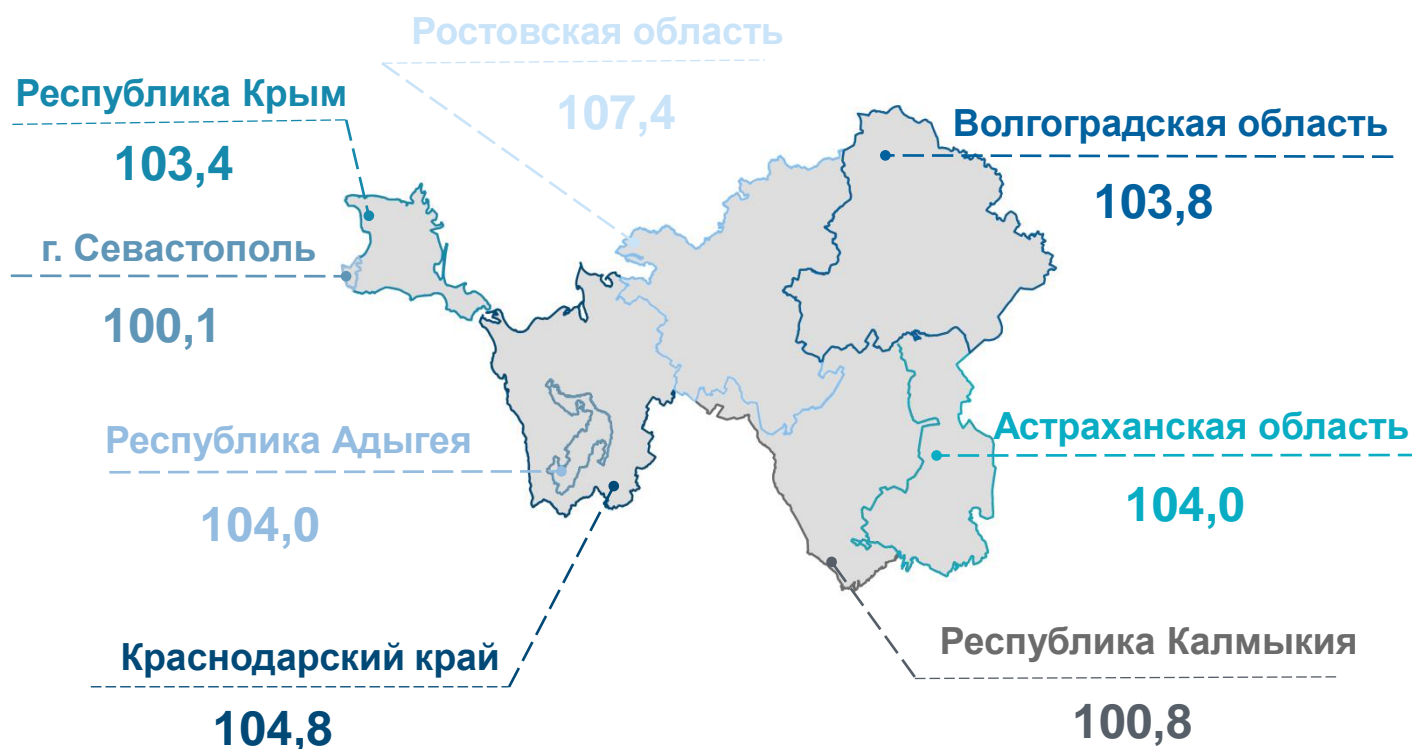 Ростовская область
107,4
Республика Крым
103,4
Волгоградская область
103,8
г. Севастополь
100,1
Республика Адыгея
104,0
Астраханская область
104,0
Краснодарский край
104,8
Республика Калмыкия
100,8